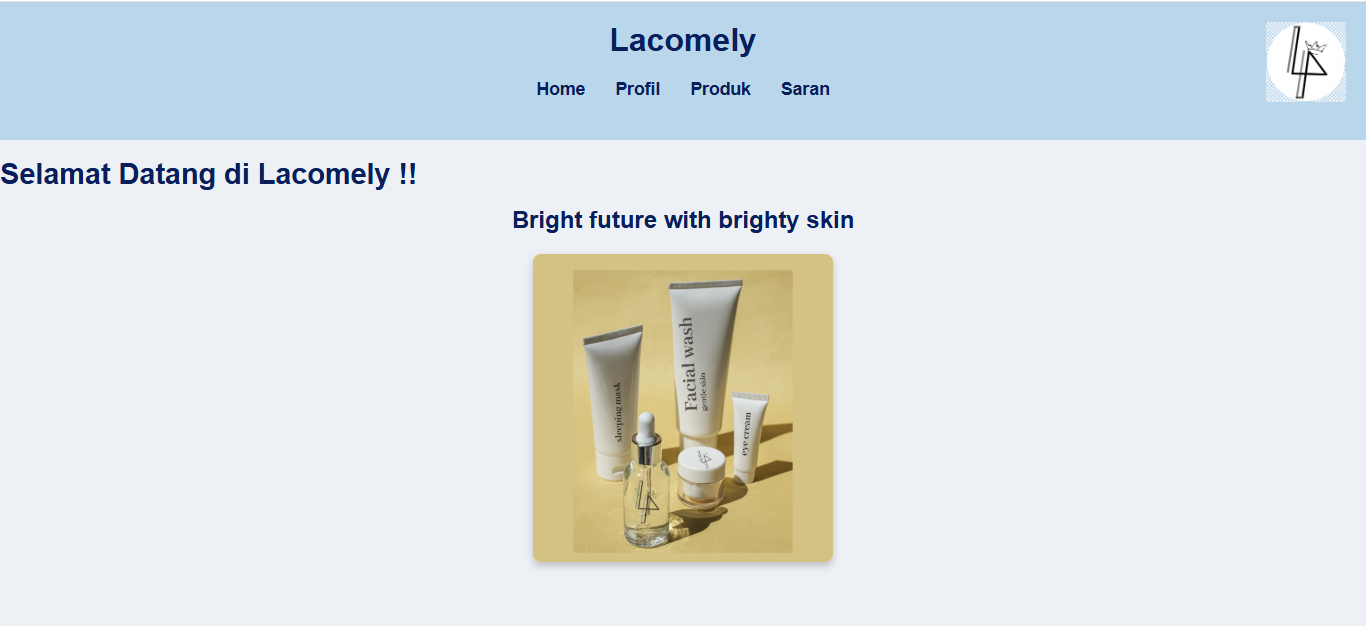 Lacomely
Home Profil Produk Saran
Selamat Datang di Lacomely !!
Bright future with brighty skin
Facial wash
gentle skin
sleeping mask
eye cream